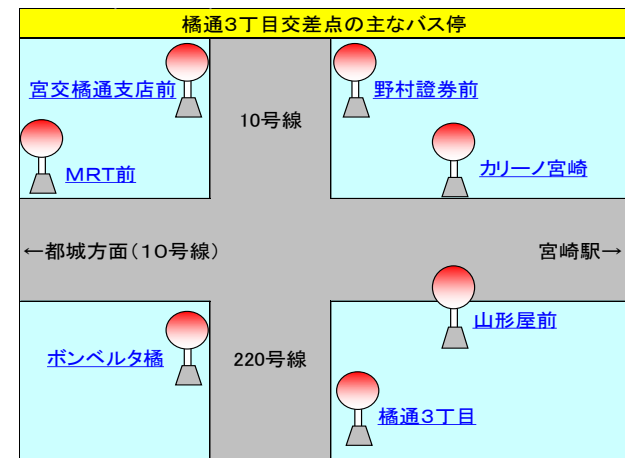 橘通3丁目交差点の主なバス停
宮交橘通支店前
野村證券前
10号線
MRT前
カリーノ宮崎
←都城方面(10号線)
宮崎駅→
山形屋前
ボンベルタ橘
220号線
橘通3丁目